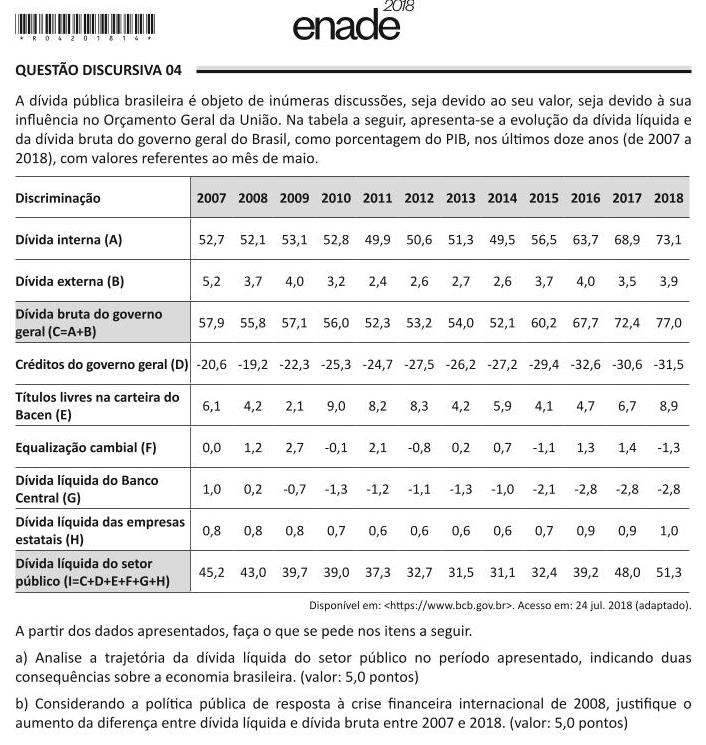 2018
enade
*R0420181 4*
QUESTÃO DISCURSIVA 04
A dívida pública brasileira é objeto de inúmeras discussões, seja devido ao seu valor, seja devido à sua
influência no Orçamento Geral da União. Na tabela a seguir, apresenta-se a evolução da dívida líquida e
da dívida bruta do governo geral do Brasil, como porcentagem do PIB, nos últimos doze anos (de 2007 a
2018), com valores referentes ao mês de maio.
Discriminação 2007 2008 2009 2010 2011 2012 2013 2014 2015 2016 2017 2018
Dívida interna (A) 52,7 52,1 53,1 52,8 49,9 50,6 51,3 49,5 56,5 63,7 68,9 73,1
Dívida externa (B) 5,2 3,7 4,0 3,2 2,4 2,6 2,7 2,6 3,7 4,0 3,5 3,9
Dívida bruta do governo
geral (C=A+B) 57,9 55,8 57,1 56,0 52,3 53,2 54,0 52,1 60,2 67,7 72,4 77,0
Créditos do governo geral (D) -20,6 -19,2 -22,3 -25,3 -24,7 -27,5 -26,2 -27,2 -29,4 -32,6 -30,6 -31,5
Títulos livres na carteira do
Bacen (E) 6,1 4,2 2,1 9,0 8,2 8,3 4,2 5,9 4,1 4,7 6,7 8,9
Equalização cambial (F) 0,0 1,2 2,7 -0,1 2,1 -0,8 0,2 0,7 -1,1 1,3 1,4 -1,3
Dívida líquida do Banco
Central (G) 1,0 0,2 -0,7 -1,3 -1,2 -1,1 -1,3 -1,0 -2,1 -2,8 -2,8 -2,8
Dívida líquida das empresas
estatais (H) 0,8 0,8 0,8 0,7 0,6 0,6 0,6 0,6 0,7 0,9 0,9 1,0
Dívida líquida do setor
público (I=C+D+E+F+G+H) 45,2 43,0 39,7 39,0 37,3 32,7 31,5 31,1 32,4 39,2 48,0 51,3
Disponível em: <https://www.bcb.gov.br>. Acesso em: 24 jul. 2018 (adaptado).
A partir dos dados apresentados, faça o que se pede nos itens a seguir.
a) Analise a trajetória da dívida líquida do setor público no período apresentado, indicando duas
consequências sobre a economia brasileira. (valor: 5,0 pontos)
b) Considerando a política pública de resposta à crise financeira internacional de 2008, justifique o
aumento da diferença entre dívida líquida e dívida bruta entre 2007 e 2018. (valor: 5,0 pontos)